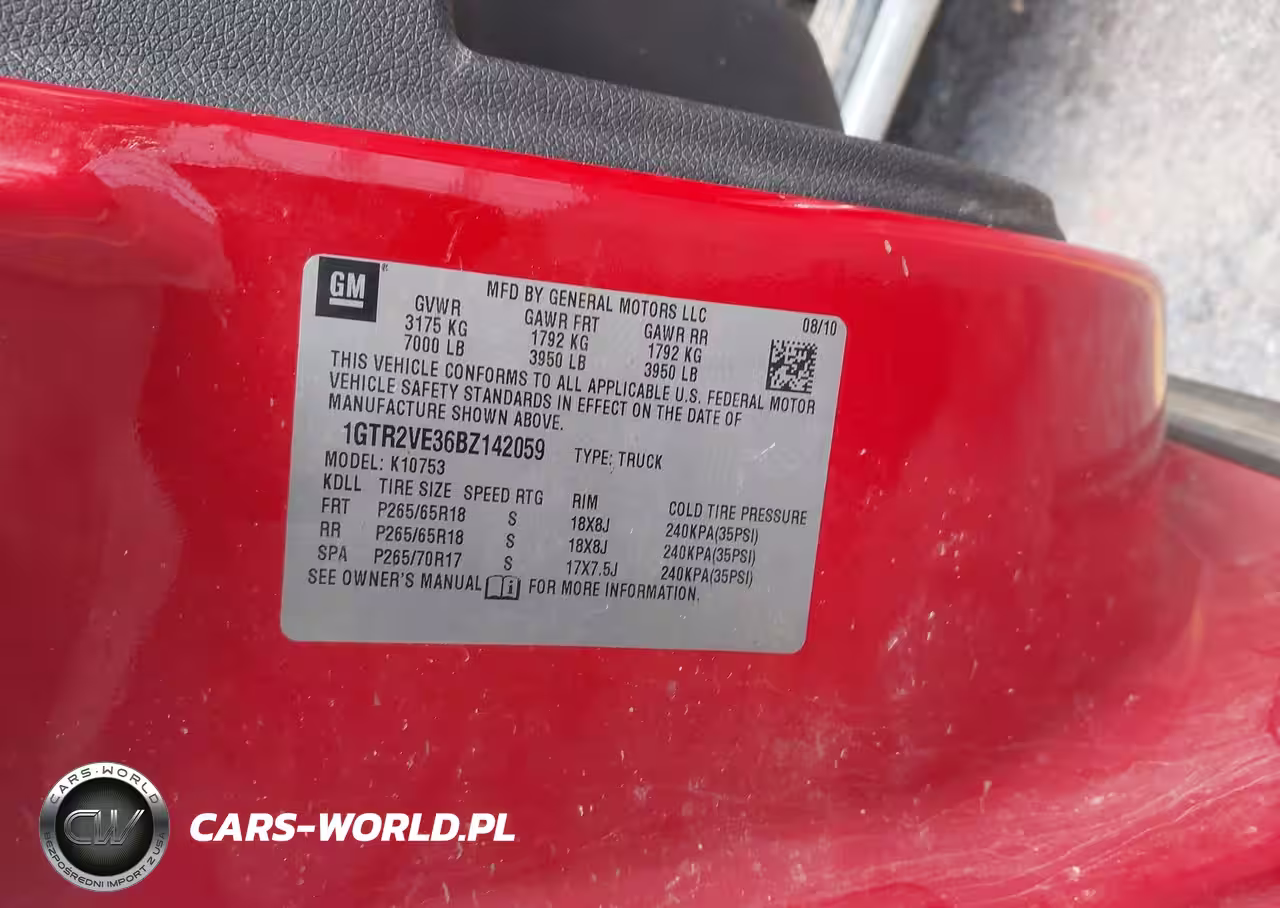 GM
MFD BY GENERAL MOTORS LLC 08/10
GVWR GAWR FRT GAWR RR
3175 KG 1792 KG 1792 KG
7000 LB 3950 LB 3950 LB
THIS VEHICLE CONFORMS TO ALL APPLICABLE U.S. FEDERAL MOTOR
VEHICLE SAFETY STANDARDS IN EFFECT ON THE DATE OF
MANUFACTURE SHOWN ABOVE.
1GTR2VE36BZ142059 TYPE: TRUCK
MODEL: K10753
KDLL TIRE SIZE SPEED RTG RIM COLD TIRE PRESSURE
FRT P265/65R18 S 18X8J 240KPA(35PSI)
RR P265/65R18 S 18X8J 240KPA(35PSI)
SPA P265/70R17 S 17X7.5J 240KPA(35PSI)
SEE OWNER'S MANUAL FOR MORE INFORMATION.
CARS-WORLD
CW
BEZPOŚREDNI IMPORT Z USA
CARS-WORLD.PL